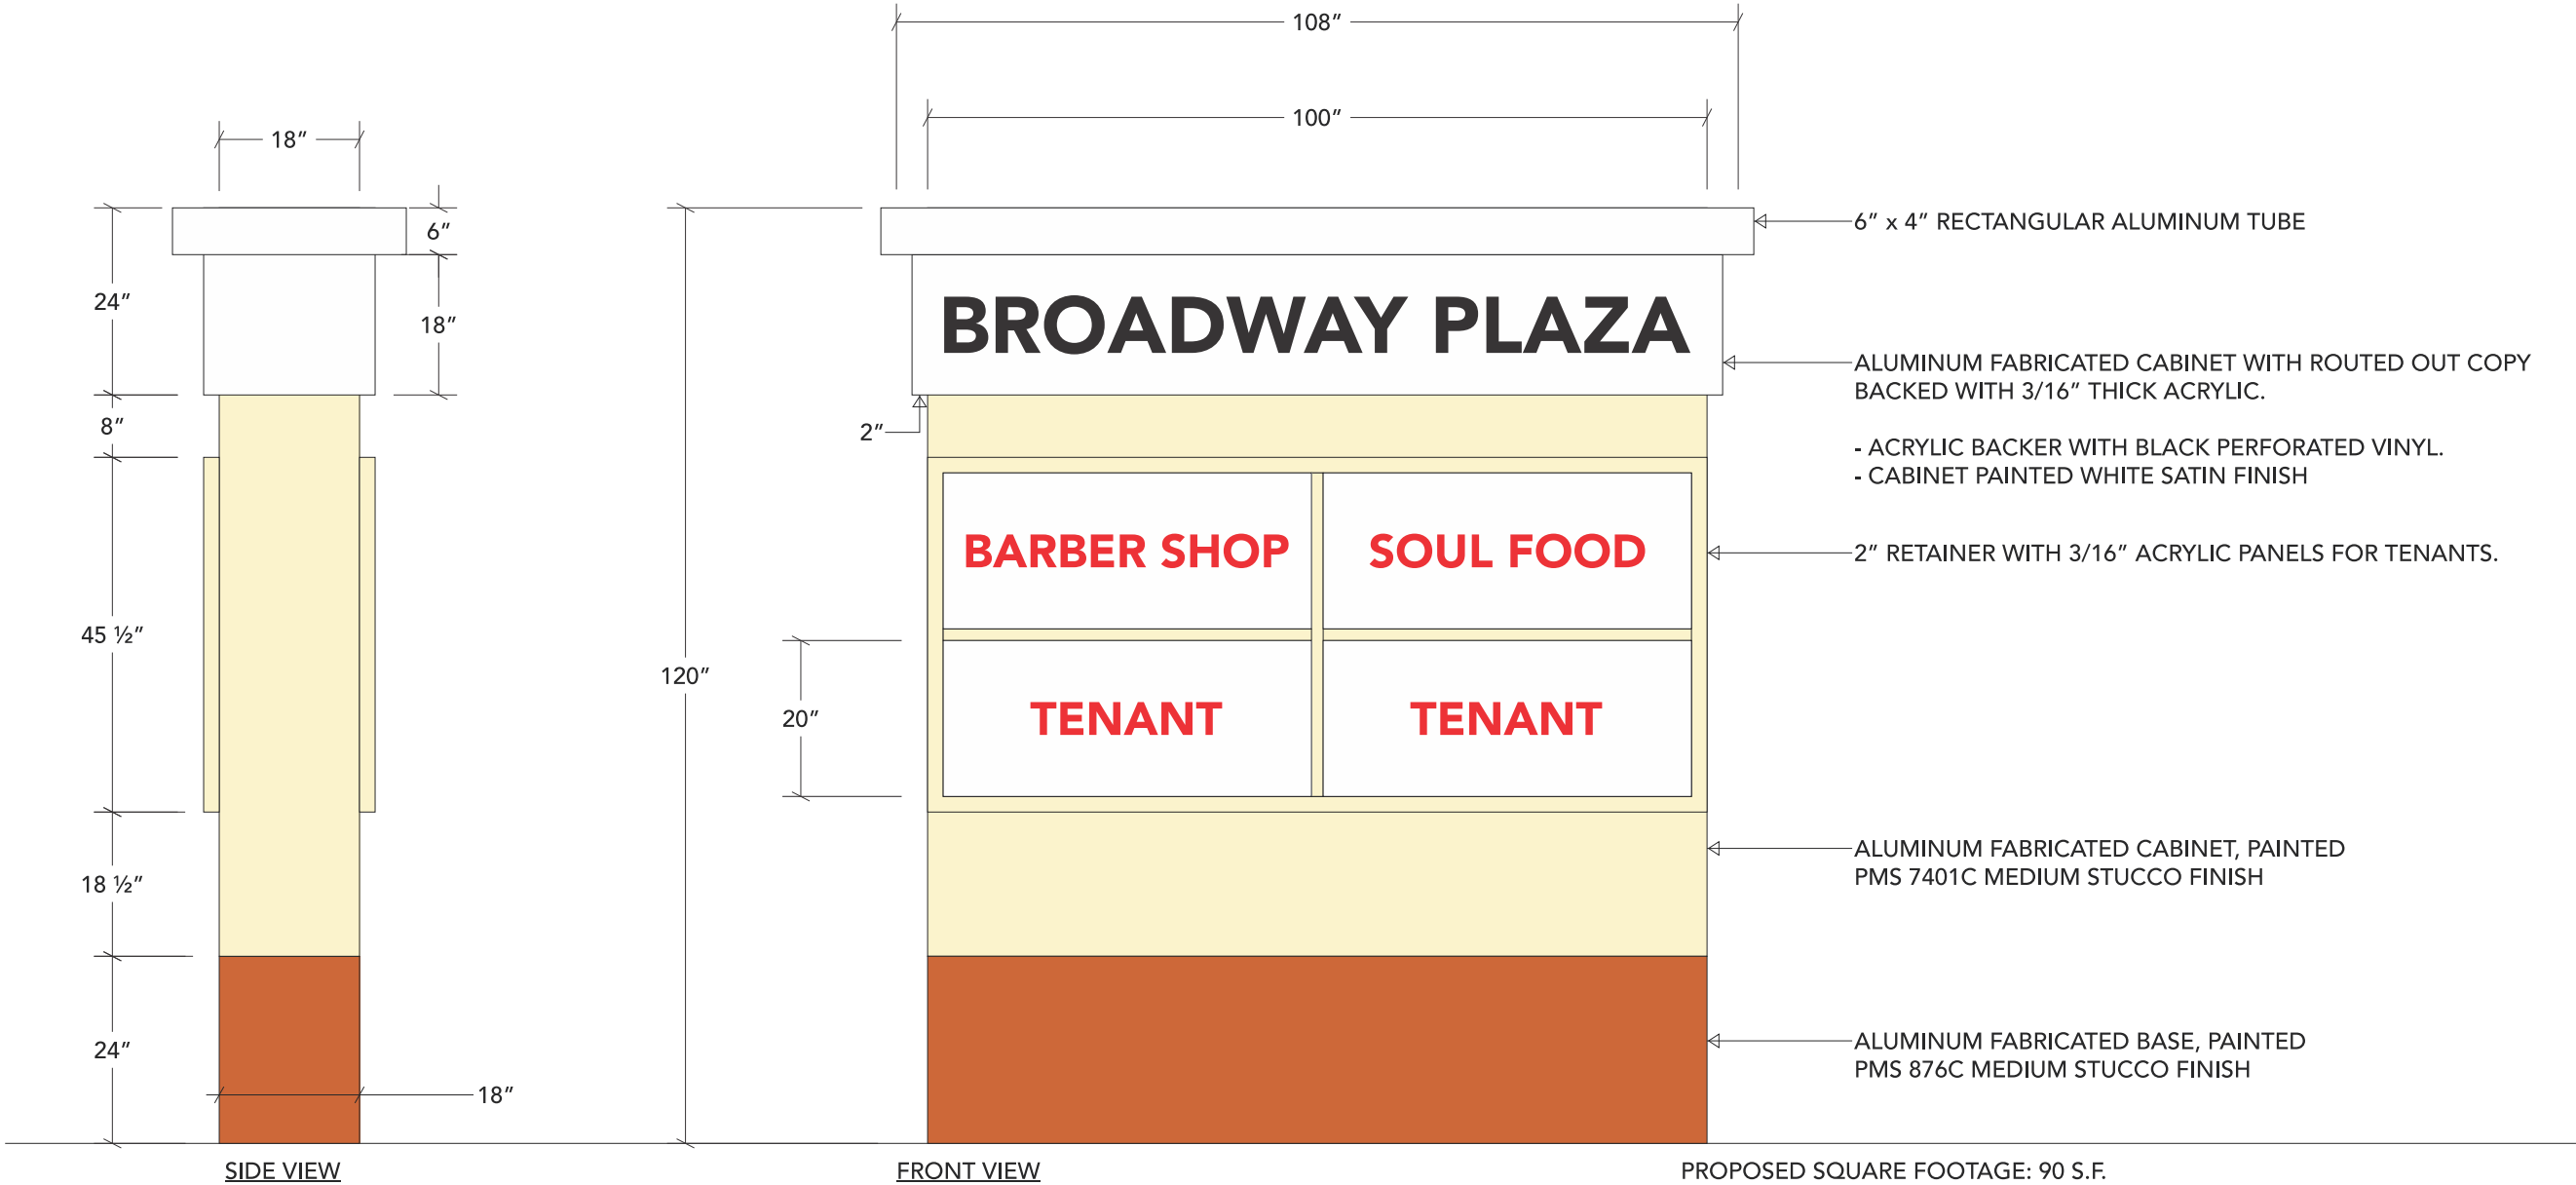 108”
100”
18”
6”
24”
18”
8”
45 ½”
18 ½”
24”
18”
SIDE VIEW
120”
2”
20”
BROADWAY PLAZA
BARBER SHOP
SOUL FOOD
TENANT
TENANT
FRONT VIEW
6” x 4” RECTANGULAR ALUMINUM TUBE
ALUMINUM FABRICATED CABINET WITH ROUTED OUT COPY
BACKED WITH 3/16” THICK ACRYLIC.
- ACRYLIC BACKER WITH BLACK PERFORATED VINYL.
- CABINET PAINTED WHITE SATIN FINISH
2” RETAINER WITH 3/16” ACRYLIC PANELS FOR TENANTS.
ALUMINUM FABRICATED CABINET, PAINTED
PMS 7401C MEDIUM STUCCO FINISH
ALUMINUM FABRICATED BASE, PAINTED
PMS 876C MEDIUM STUCCO FINISH
PROPOSED SQUARE FOOTAGE: 90 S.F.